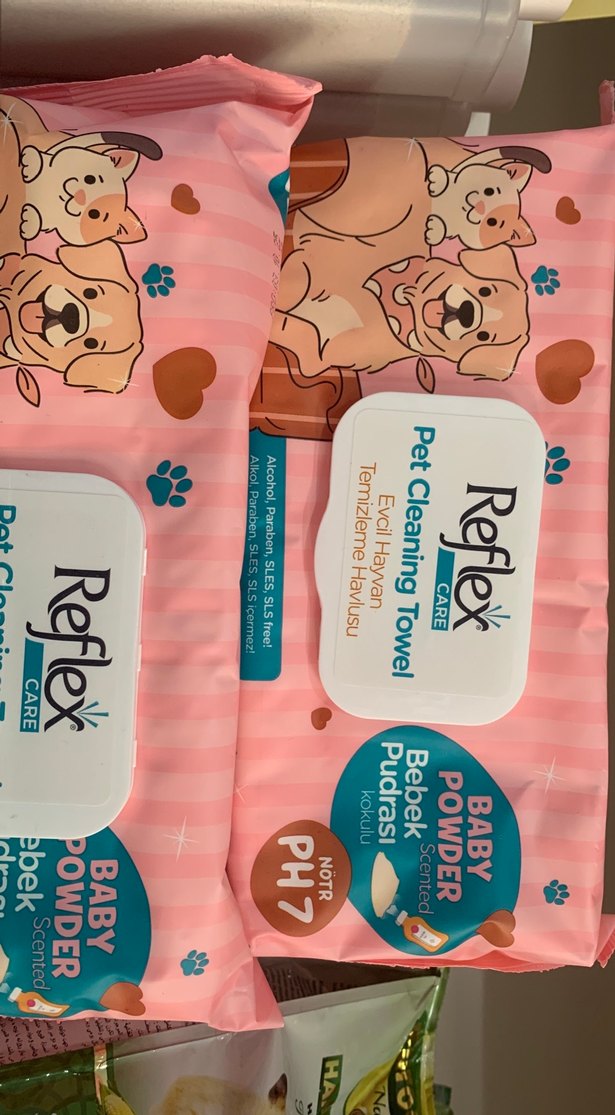 Reflex
CARE
Pet Cleaning Towel
Evcil Hayvan
Temizleme Havlusu
Alcohol, Paraben, SLES, SLS free!
Alkol, Paraben, SLES, SLS içermez!
BABY
POWDER
Scented
Bebek
Pudrası
kokulu
NÖTR
PH 7
Reflex
CARE
BABY
POWDER
Scented